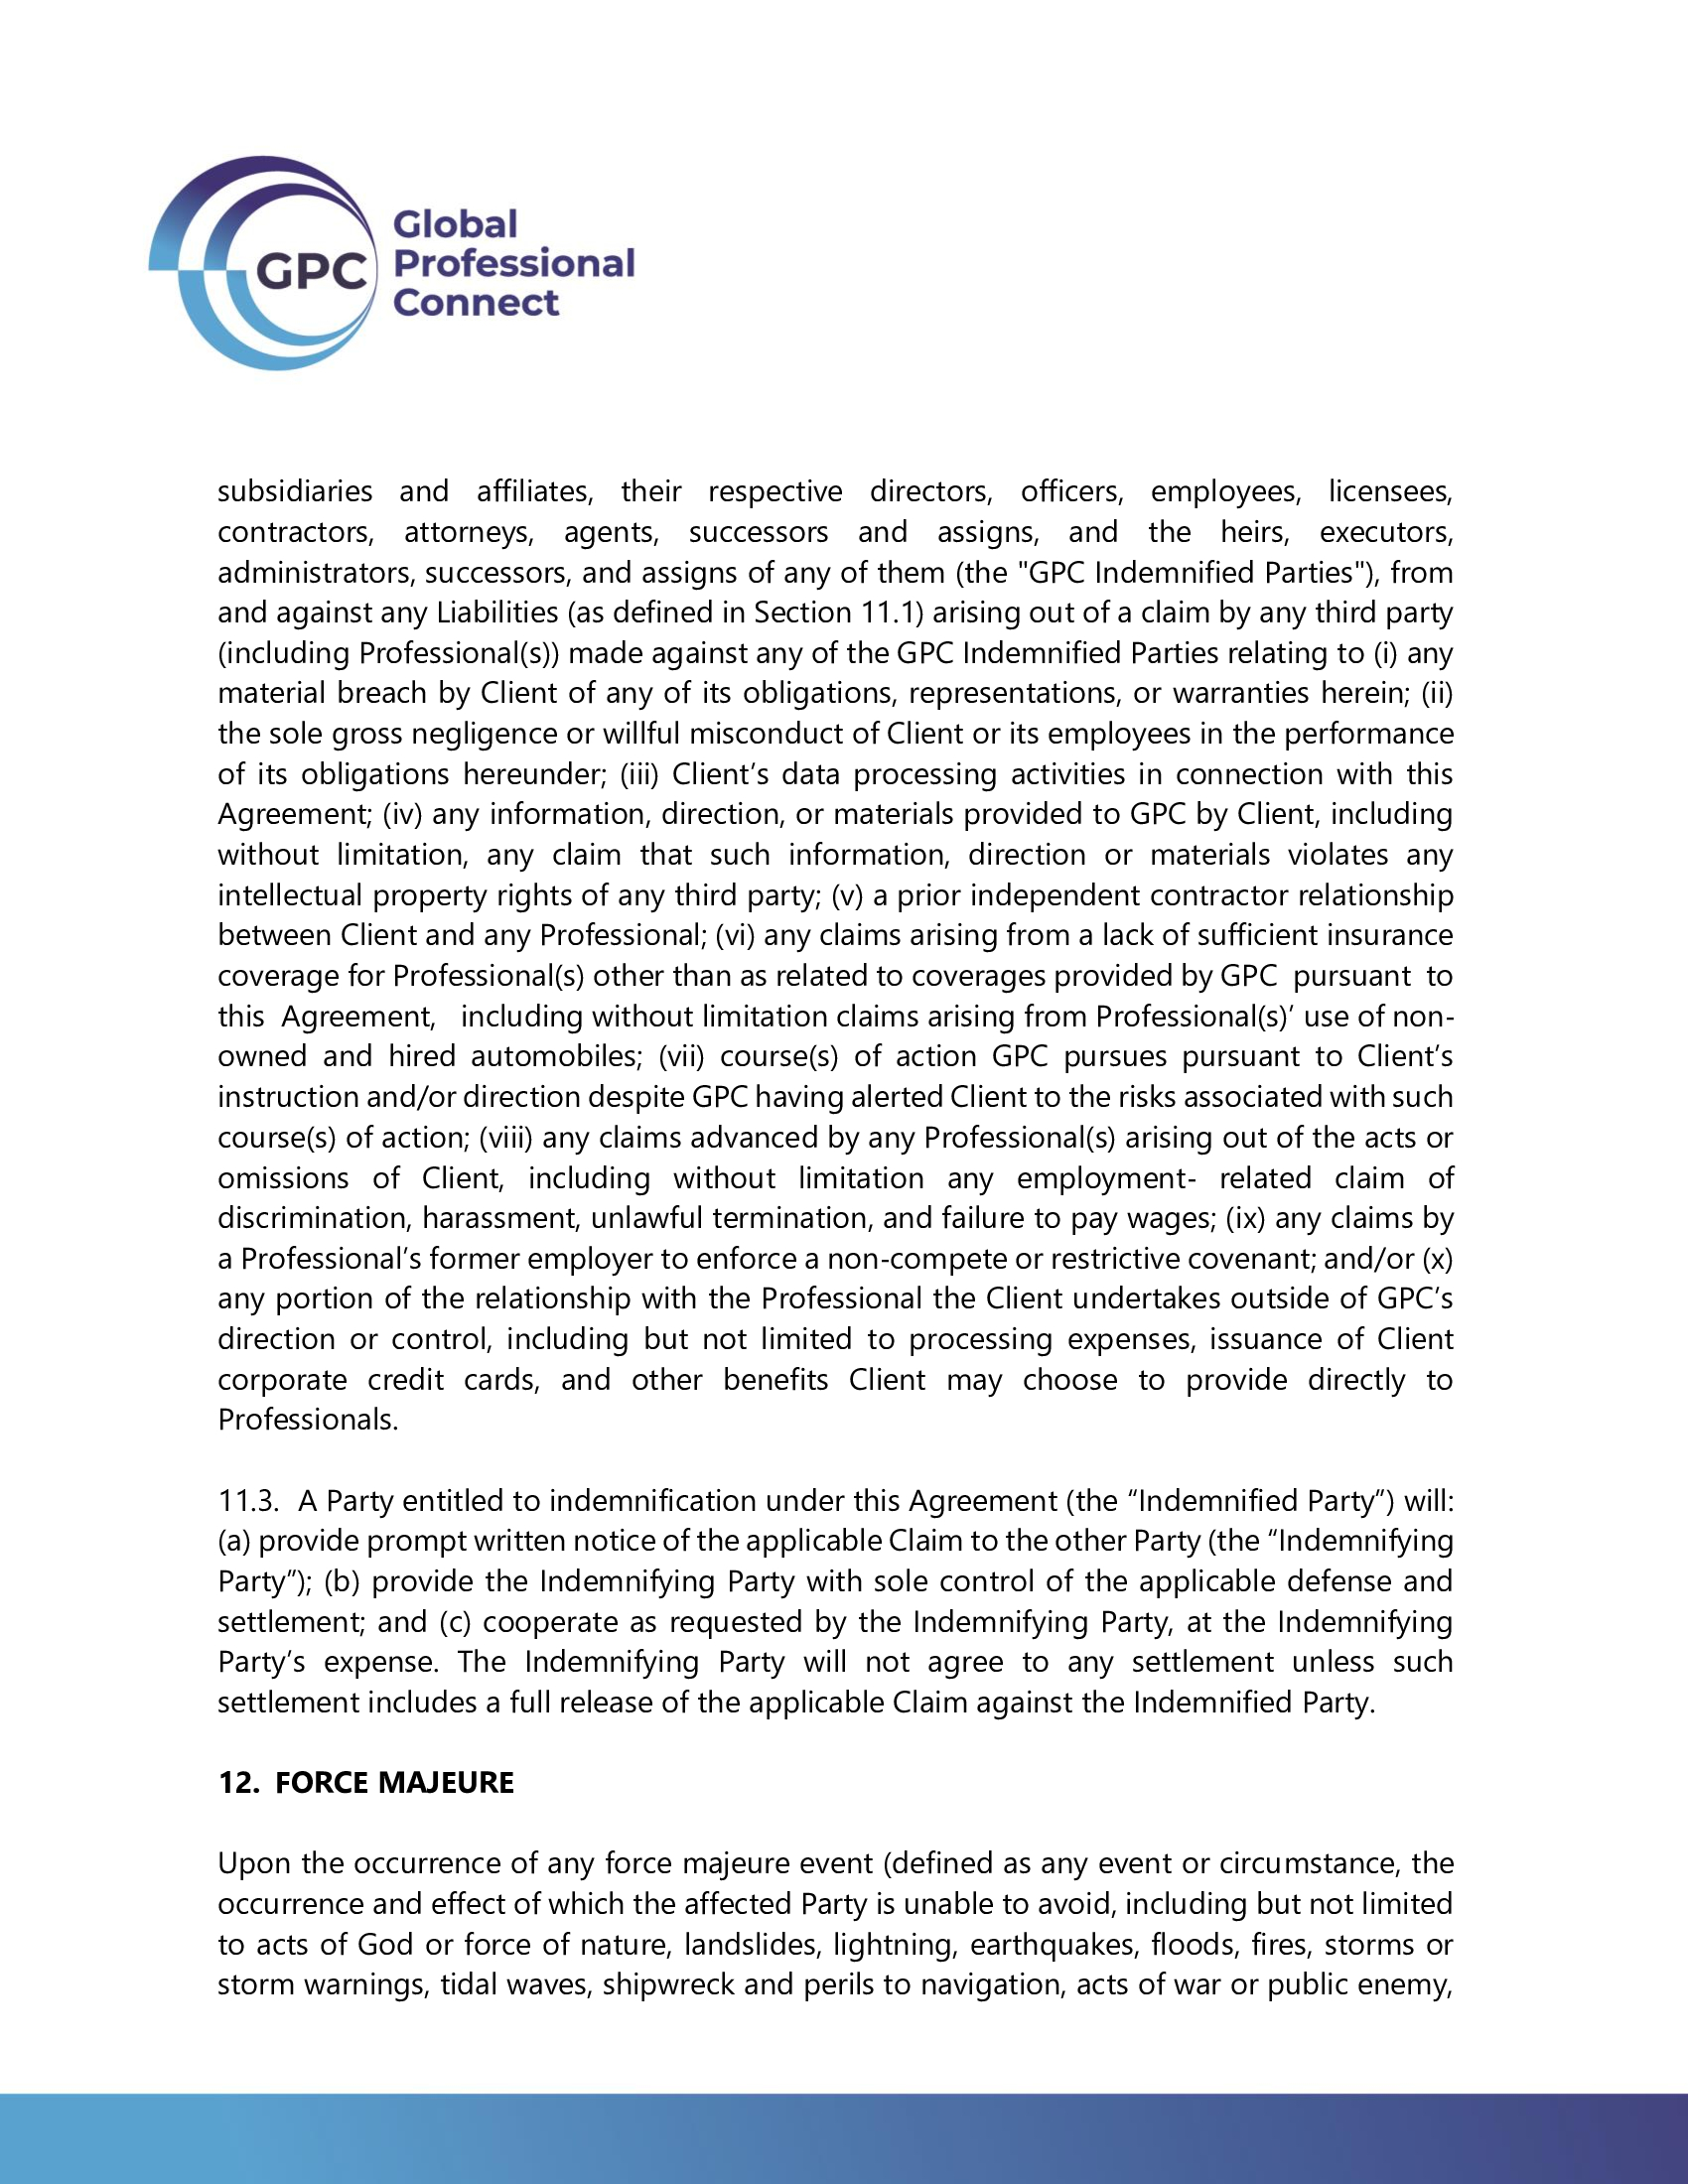 GPC
Global
Professional
Connect
subsidiaries and affiliates, their respective directors, officers, employees, licensees,
contractors, attorneys, agents, successors and assigns, and the heirs, executors,
administrators, successors, and assigns of any of them (the "GPC Indemnified Parties"), from
and against any Liabilities (as defined in Section 11.1) arising out of a claim by any third party
(including Professional(s)) made against any of the GPC Indemnified Parties relating to (i) any
material breach by Client of any of its obligations, representations, or warranties herein; (ii)
the sole gross negligence or willful misconduct of Client or its employees in the performance
of its obligations hereunder; (iii) Client’s data processing activities in connection with this
Agreement; (iv) any information, direction, or materials provided to GPC by Client, including
without limitation, any claim that such information, direction or materials violates any
intellectual property rights of any third party; (v) a prior independent contractor relationship
between Client and any Professional; (vi) any claims arising from a lack of sufficient insurance
coverage for Professional(s) other than as related to coverages provided by GPC pursuant to
this Agreement, including without limitation claims arising from Professional(s)’ use of non-
owned and hired automobiles; (vii) course(s) of action GPC pursues pursuant to Client’s
instruction and/or direction despite GPC having alerted Client to the risks associated with such
course(s) of action; (viii) any claims advanced by any Professional(s) arising out of the acts or
omissions of Client, including without limitation any employment- related claim of
discrimination, harassment, unlawful termination, and failure to pay wages; (ix) any claims by
a Professional’s former employer to enforce a non-compete or restrictive covenant; and/or (x)
any portion of the relationship with the Professional the Client undertakes outside of GPC’s
direction or control, including but not limited to processing expenses, issuance of Client
corporate credit cards, and other benefits Client may choose to provide directly to
Professionals.
11.3. A Party entitled to indemnification under this Agreement (the “Indemnified Party”) will:
(a) provide prompt written notice of the applicable Claim to the other Party (the “Indemnifying
Party”); (b) provide the Indemnifying Party with sole control of the applicable defense and
settlement; and (c) cooperate as requested by the Indemnifying Party, at the Indemnifying
Party’s expense. The Indemnifying Party will not agree to any settlement unless such
settlement includes a full release of the applicable Claim against the Indemnified Party.
12. FORCE MAJEURE
Upon the occurrence of any force majeure event (defined as any event or circumstance, the
occurrence and effect of which the affected Party is unable to avoid, including but not limited
to acts of God or force of nature, landslides, lightning, earthquakes, floods, fires, storms or
storm warnings, tidal waves, shipwreck and perils to navigation, acts of war or public enemy,